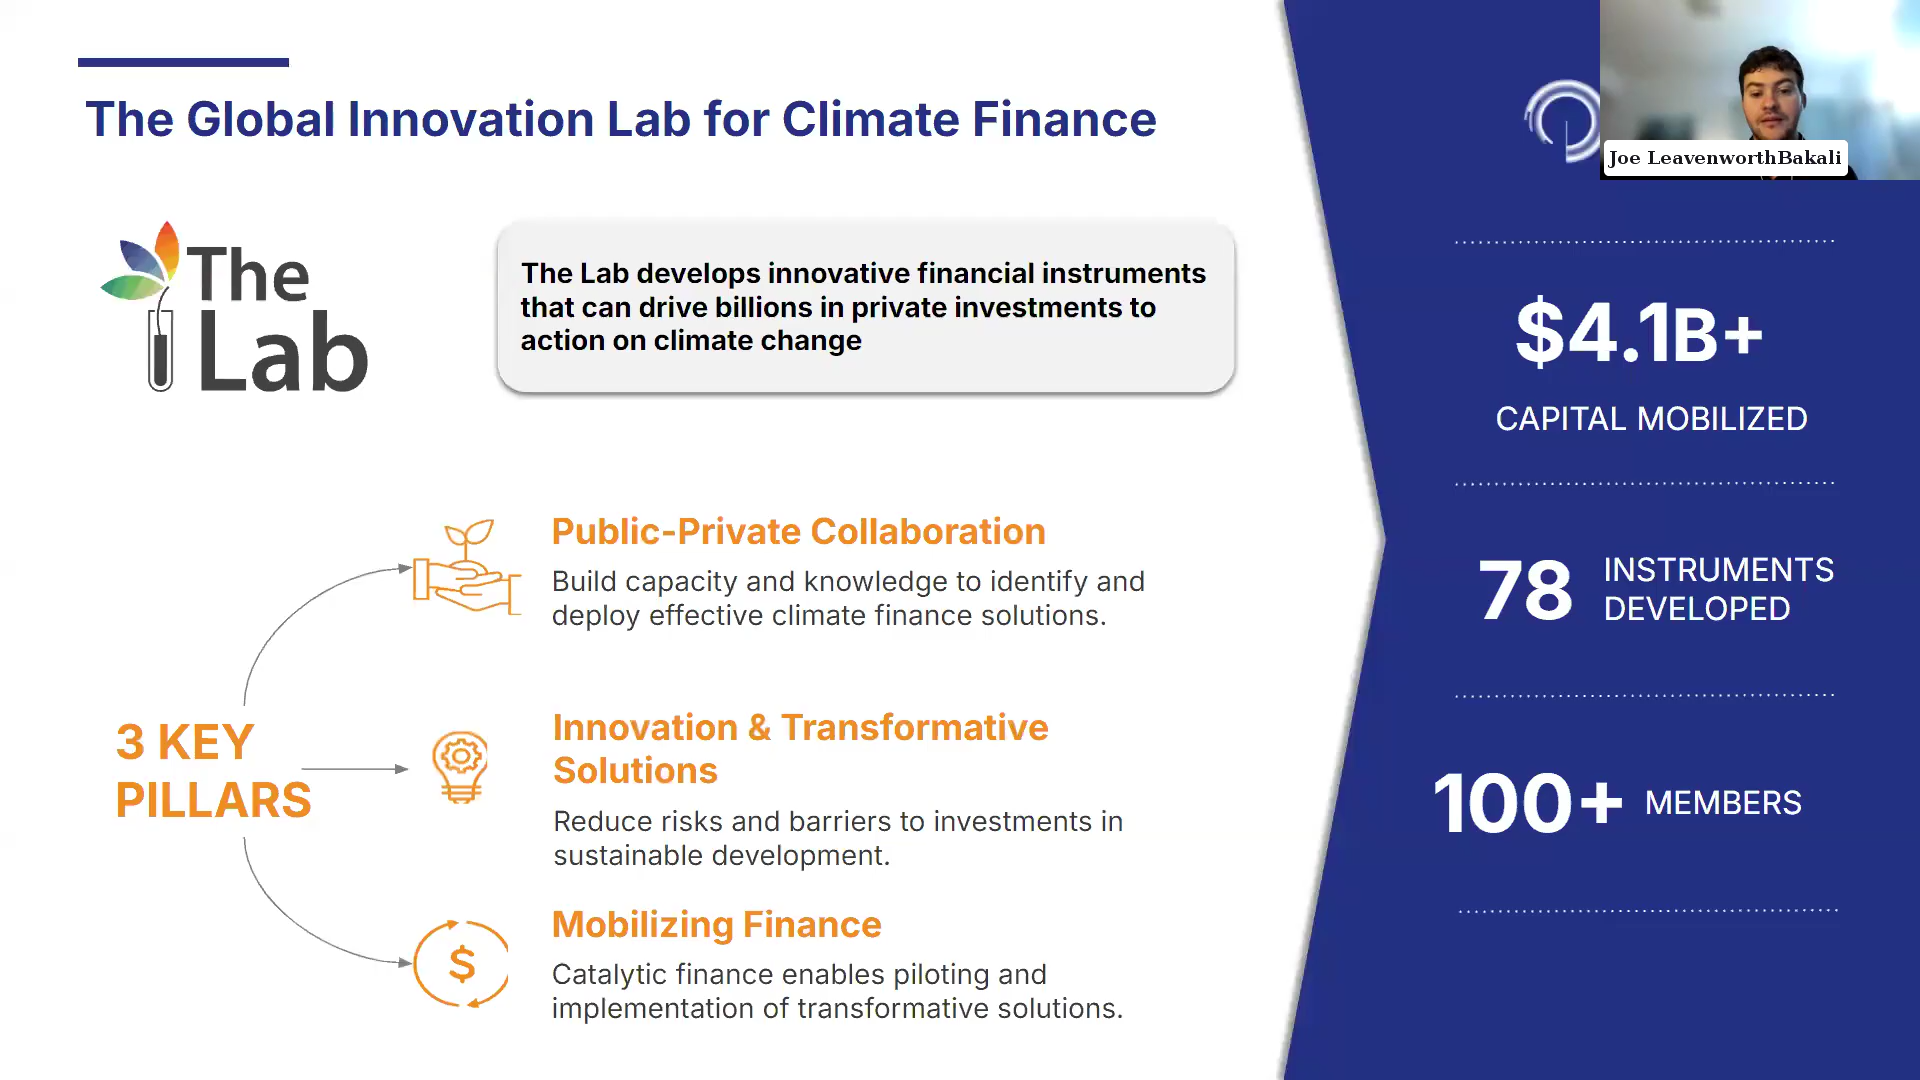 The Global Innovation Lab for Climate Finance
Joe LeavenworthBakali
The
Lab
The Lab develops innovative financial instruments
that can drive billions in private investments to
action on climate change
3 KEY
PILLARS
Public-Private Collaboration
Build capacity and knowledge to identify and
deploy effective climate finance solutions.
Innovation & Transformative
Solutions
Reduce risks and barriers to investments in
sustainable development.
$
Mobilizing Finance
Catalytic finance enables piloting and
implementation of transformative solutions.
$4.1B+
CAPITAL MOBILIZED
78 INSTRUMENTS
DEVELOPED
100+ MEMBERS